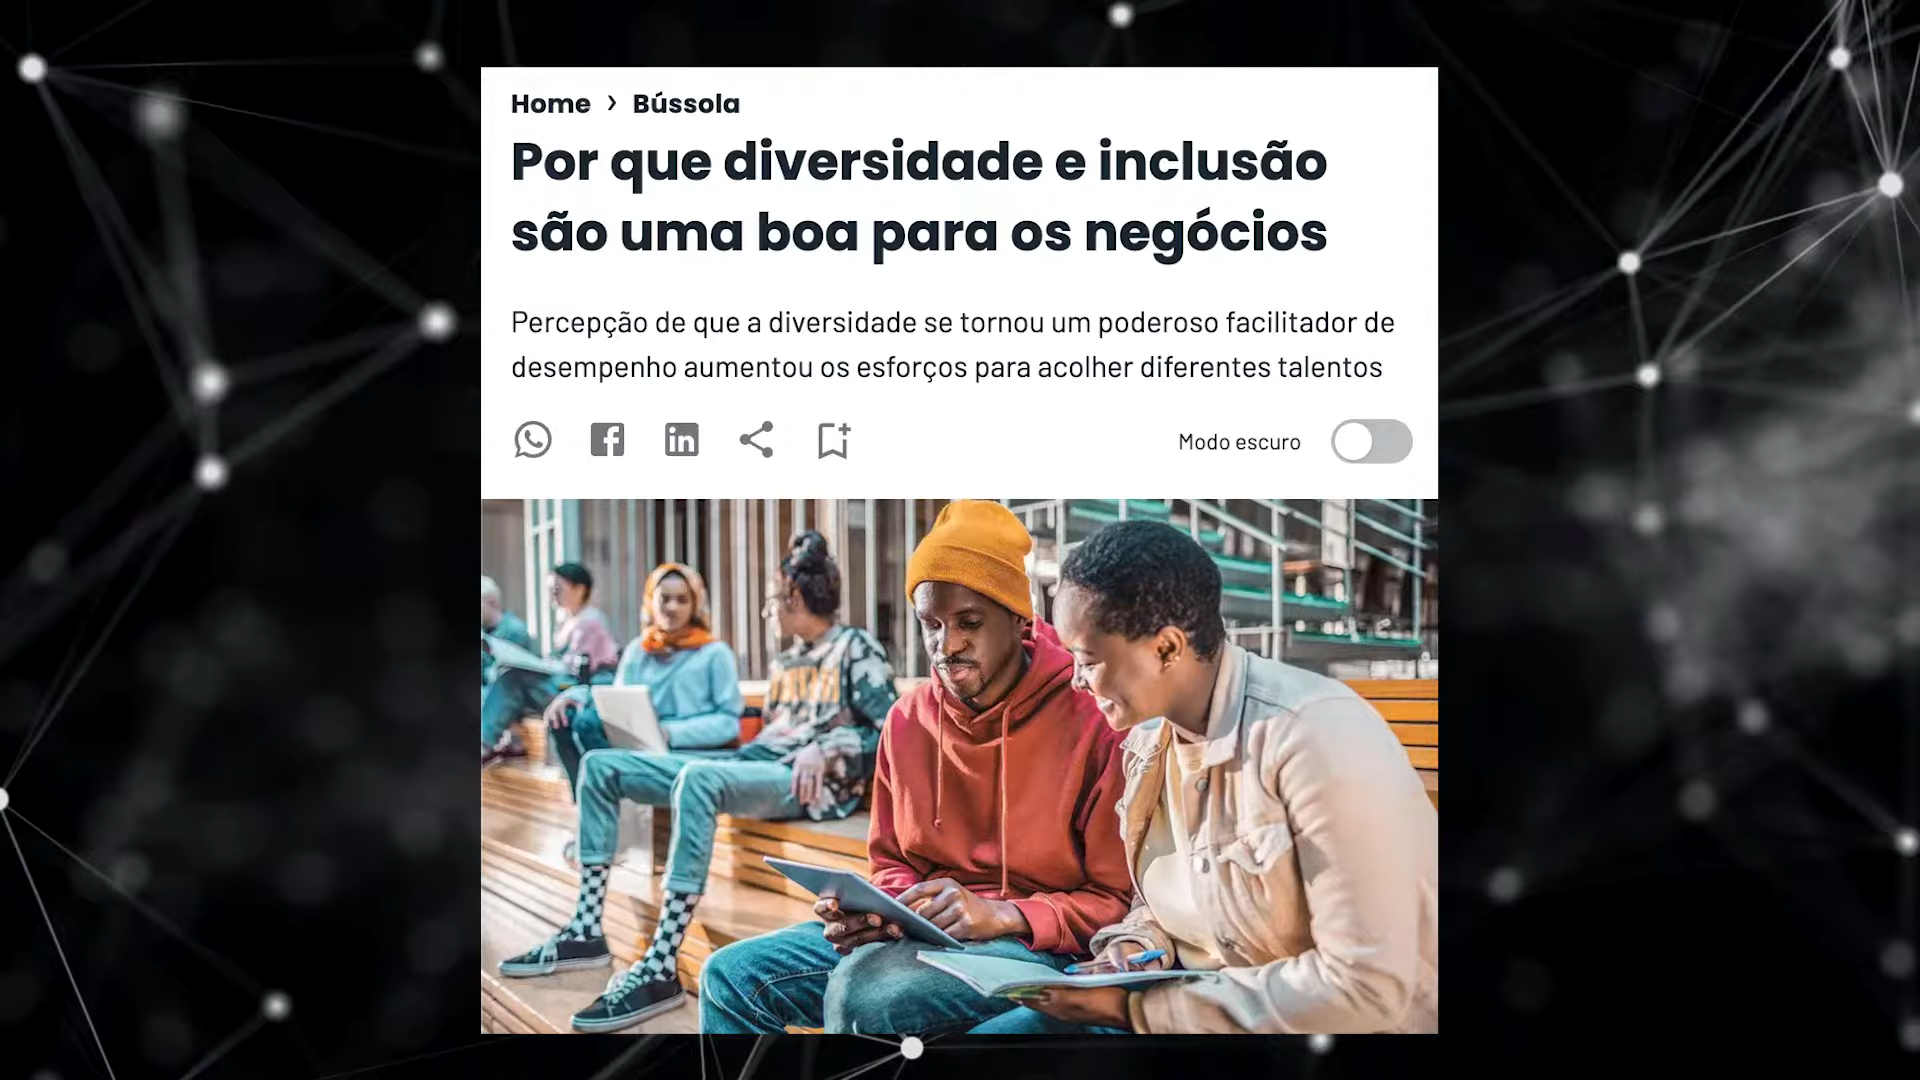 Home › Bússola
Por que diversidade e inclusão
são uma boa para os negócios
Percepção de que a diversidade se tornou um poderoso facilitador de
desempenho aumentou os esforços para acolher diferentes talentos
Modo escuro